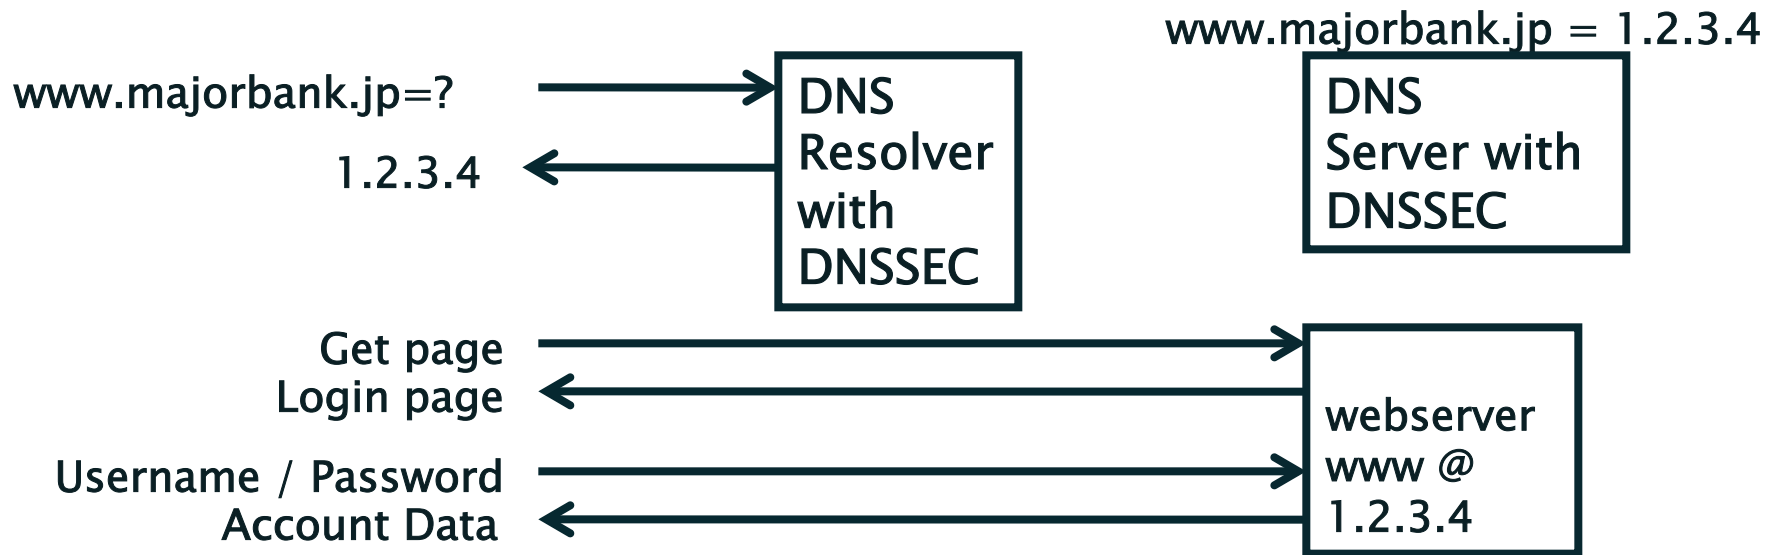 www.majorbank.jp = 1.2.3.4
www.majorbank.jp=?
1.2.3.4
DNS
Resolver
with
DNSSEC
DNS
Server with
DNSSEC
Get page
Login page
Username / Password
Account Data
webserver
www @
1.2.3.4